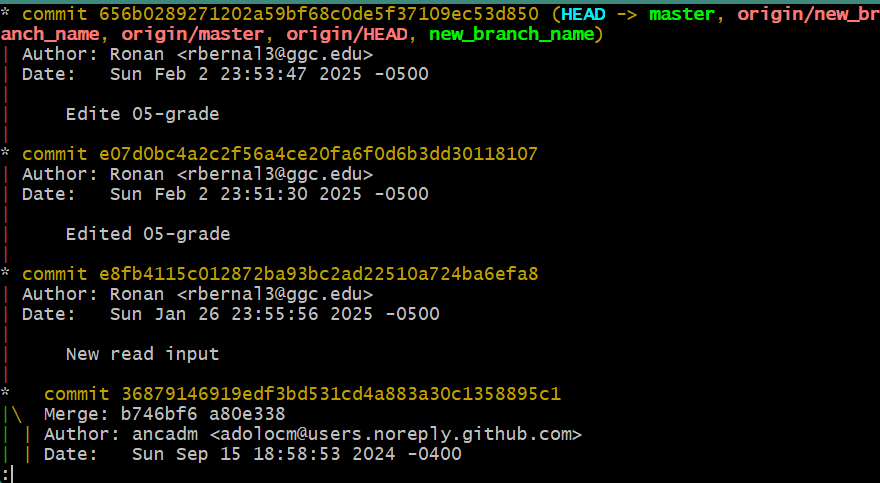 * commit 656b0289271202a59bf68c0de5f37109ec53d850 (HEAD -> master, origin/new_br
anch_name, origin/master, origin/HEAD, new_branch_name)
| Author: Ronan <rbernal3@ggc.edu>
| Date:   Sun Feb 2 23:53:47 2025 -0500
|
|     Edite 05-grade
|
* commit e07d0bc4a2c2f56a4ce20fa6f0d6b3dd30118107
| Author: Ronan <rbernal3@ggc.edu>
| Date:   Sun Feb 2 23:51:30 2025 -0500
|
|     Edited 05-grade
|
* commit e8fb4115c012872ba93bc2ad22510a724ba6efa8
| Author: Ronan <rbernal3@ggc.edu>
| Date:   Sun Jan 26 23:55:56 2025 -0500
|
|     New read input
|
*   commit 36879146919edf3bd531cd4a883a30c1358895c1
|\  Merge: b746bf6 a80e338
| | Author: ancadm <adolocm@users.noreply.github.com>
| | Date:   Sun Sep 15 18:58:53 2024 -0400
: